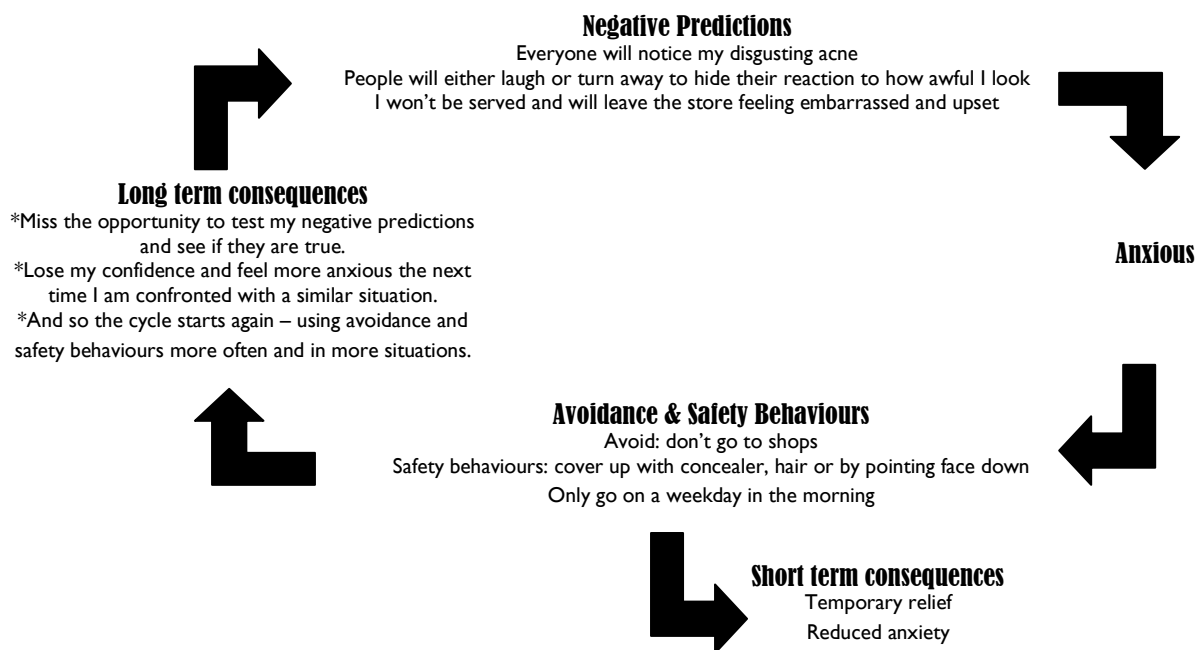 Negative Predictions
Everyone will notice my disgusting acne
People will either laugh or turn away to hide their reaction to how awful I look
I won't be served and will leave the store feeling embarrassed and upset
Anxious
Avoidance & Safety Behaviours
Avoid: don't go to shops
Safety behaviours: cover up with concealer, hair or by pointing face down
Only go on a weekday in the morning
Short term consequences
Temporary relief
Reduced anxiety
Long term consequences
*Miss the opportunity to test my negative predictions
and see if they are true.
*Lose my confidence and feel more anxious the next
time I am confronted with a similar situation.
*And so the cycle starts again – using avoidance and
safety behaviours more often and in more situations.